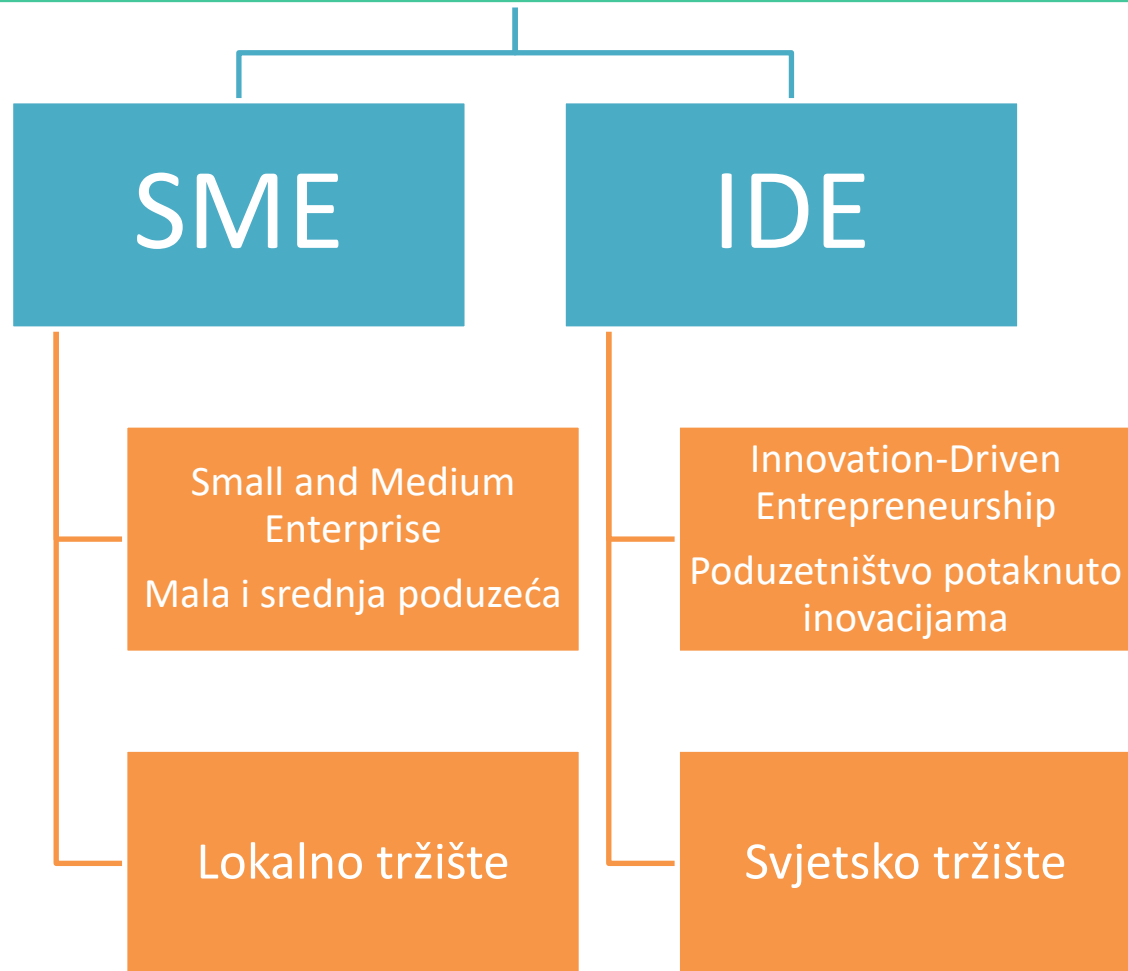 SME
IDE
Small and Medium
Enterprise
Mala i srednja poduzeća
Innovation-Driven
Entrepreneurship
Poduzetništvo potaknuto
inovacijama
Lokalno tržište
Svjetsko tržište